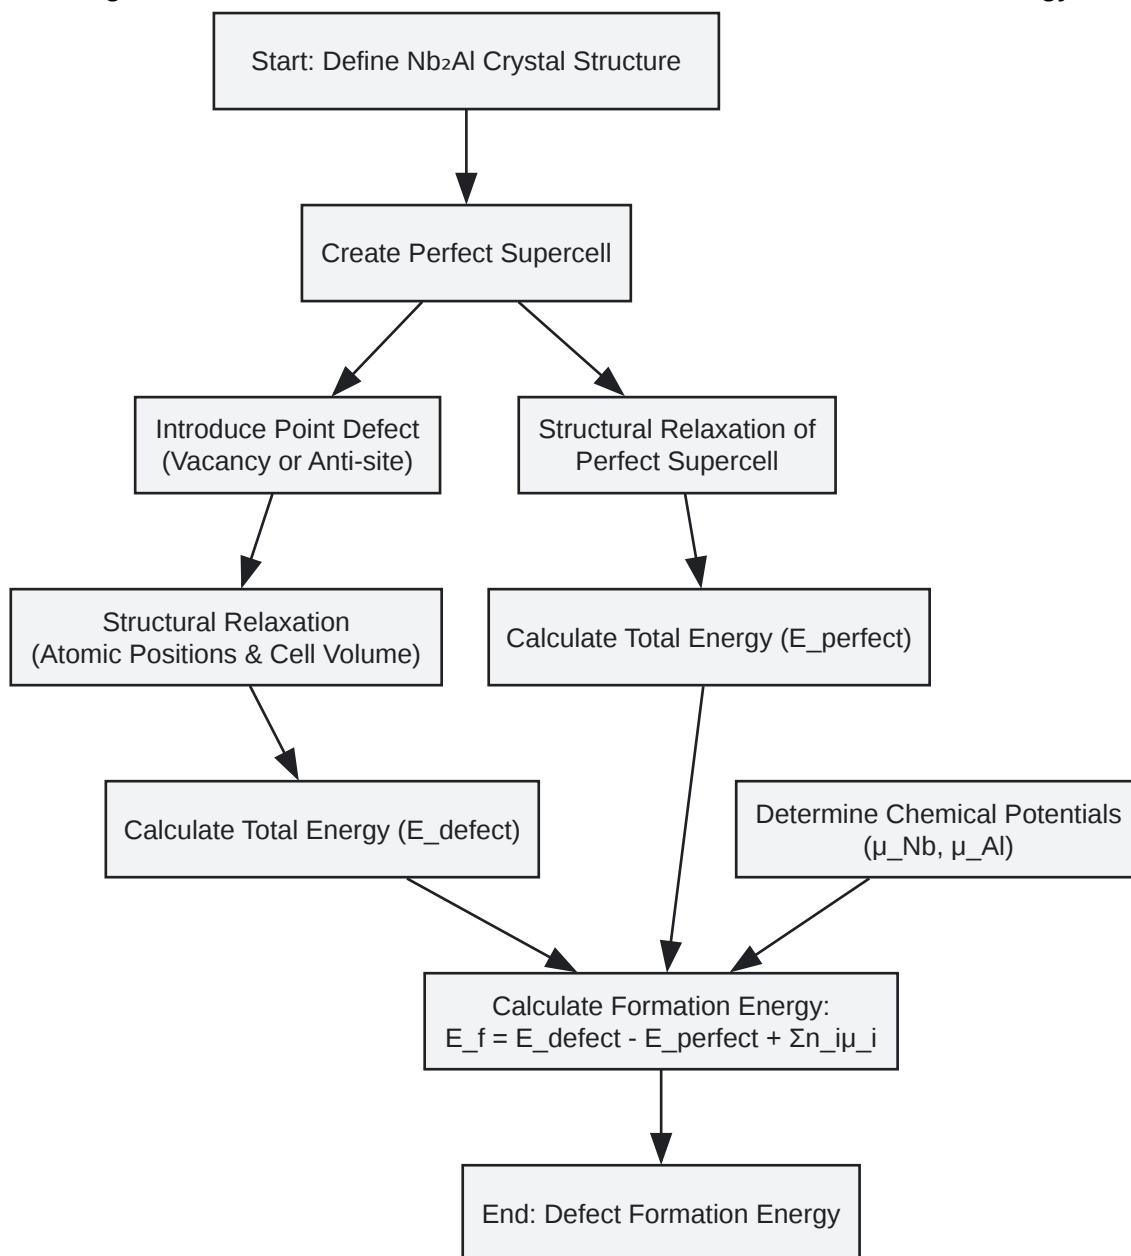 Start: Define Nb₂Al Crystal Structure
Create Perfect Supercell
Introduce Point Defect
(Vacancy or Anti-site)
Structural Relaxation of
Perfect Supercell
Structural Relaxation
(Atomic Positions & Cell Volume)
Calculate Total Energy (E_perfect)
Calculate Total Energy (E_defect)
Determine Chemical Potentials
(μ_Nb, μ_Al)
Calculate Formation Energy:
E_f = E_defect - E_perfect + Σn_iμ_i
End: Defect Formation Energy